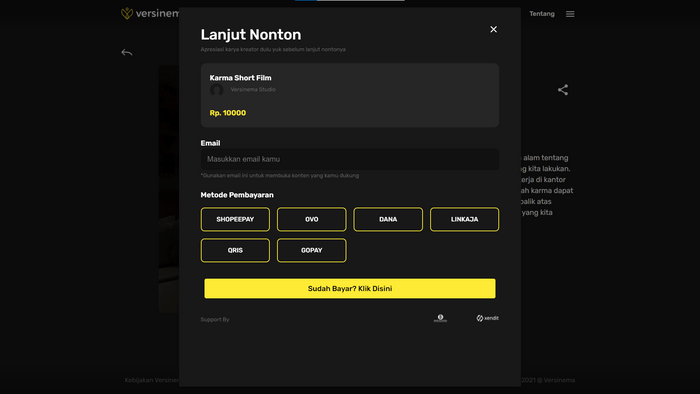 versinem
Tentang
Lanjut Nonton
Apresiasi karya kreator dulu yuk sebelum lanjut nontonya
Karma Short Film
Versinema Studio
Rp. 10000
Email
Masukkan email kamu
*Gunakan email ini untuk membuka konten yang kamu dukung
Metode Pembayaran
SHOPEEPAY
OVO
DANA
LINKAJA
QRIS
GOPAY
Sudah Bayar? Klik Disini
Support By
xendit
alam tentang
g kita lakukan.
erja di kantor
ah karma dapat
balik atas
yang kita
Kebijakan Versinem
2021 @ Versinema